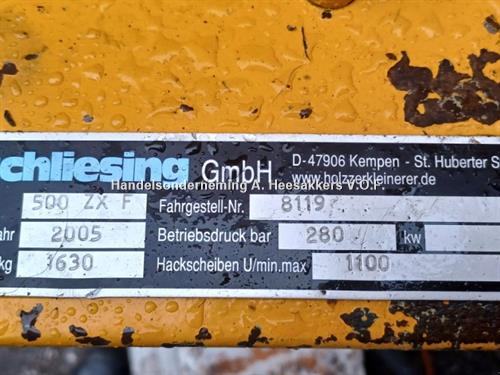 chliesing GmbH D-47906 Kempen - St. Huberter S
www.holzzerkleinerer.de
Handelsonderneming A. Heesakkers V.O.F
500 ZX F Fahrgestell-Nr. 8119
ahr 2005 Betriebsdruck bar 280 kw
kg 1630 Hackscheiben U/min.max 1100